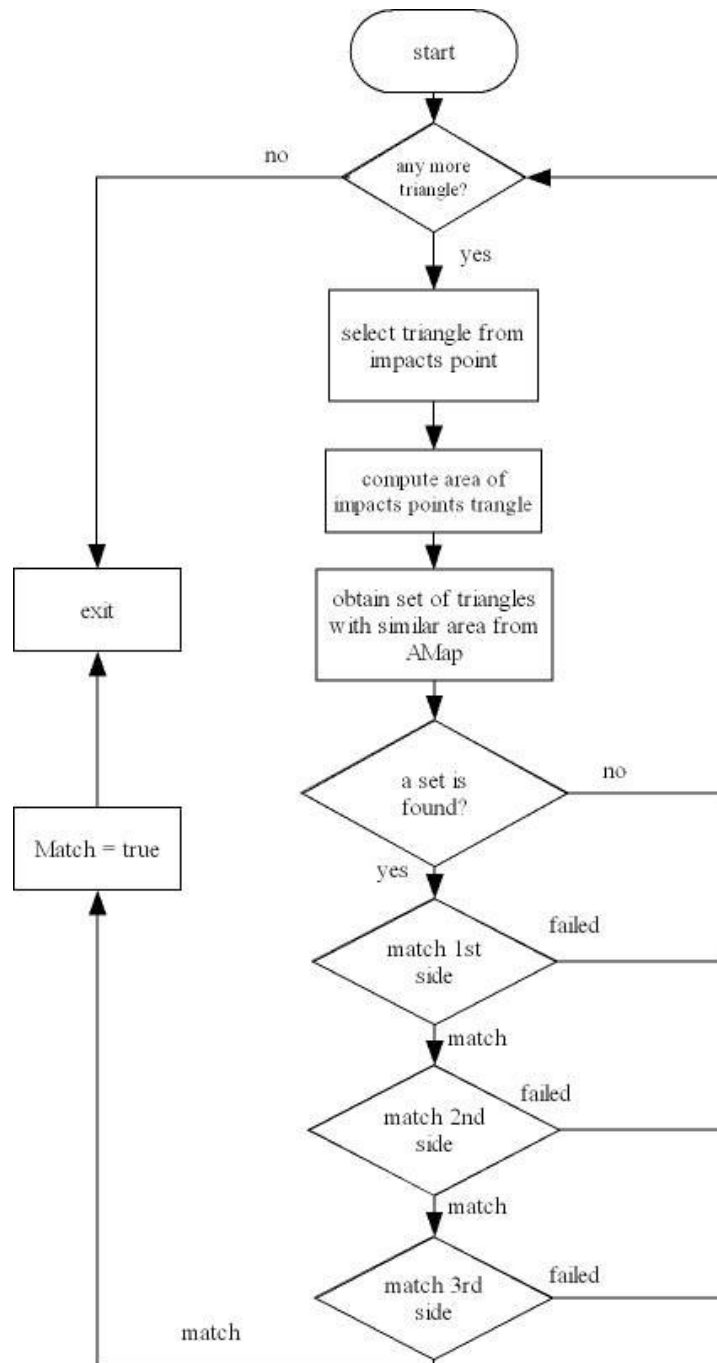 start
no
any more
triangle?
yes
select triangle from
impacts point
compute area of
impacts points trangle
exit
obtain set of triangles
with similar area from
AMap
a set is
found?
no
Match = true
yes
match 1st
side
failed
match
match 2nd
side
failed
match
match 3rd
side
failed
match